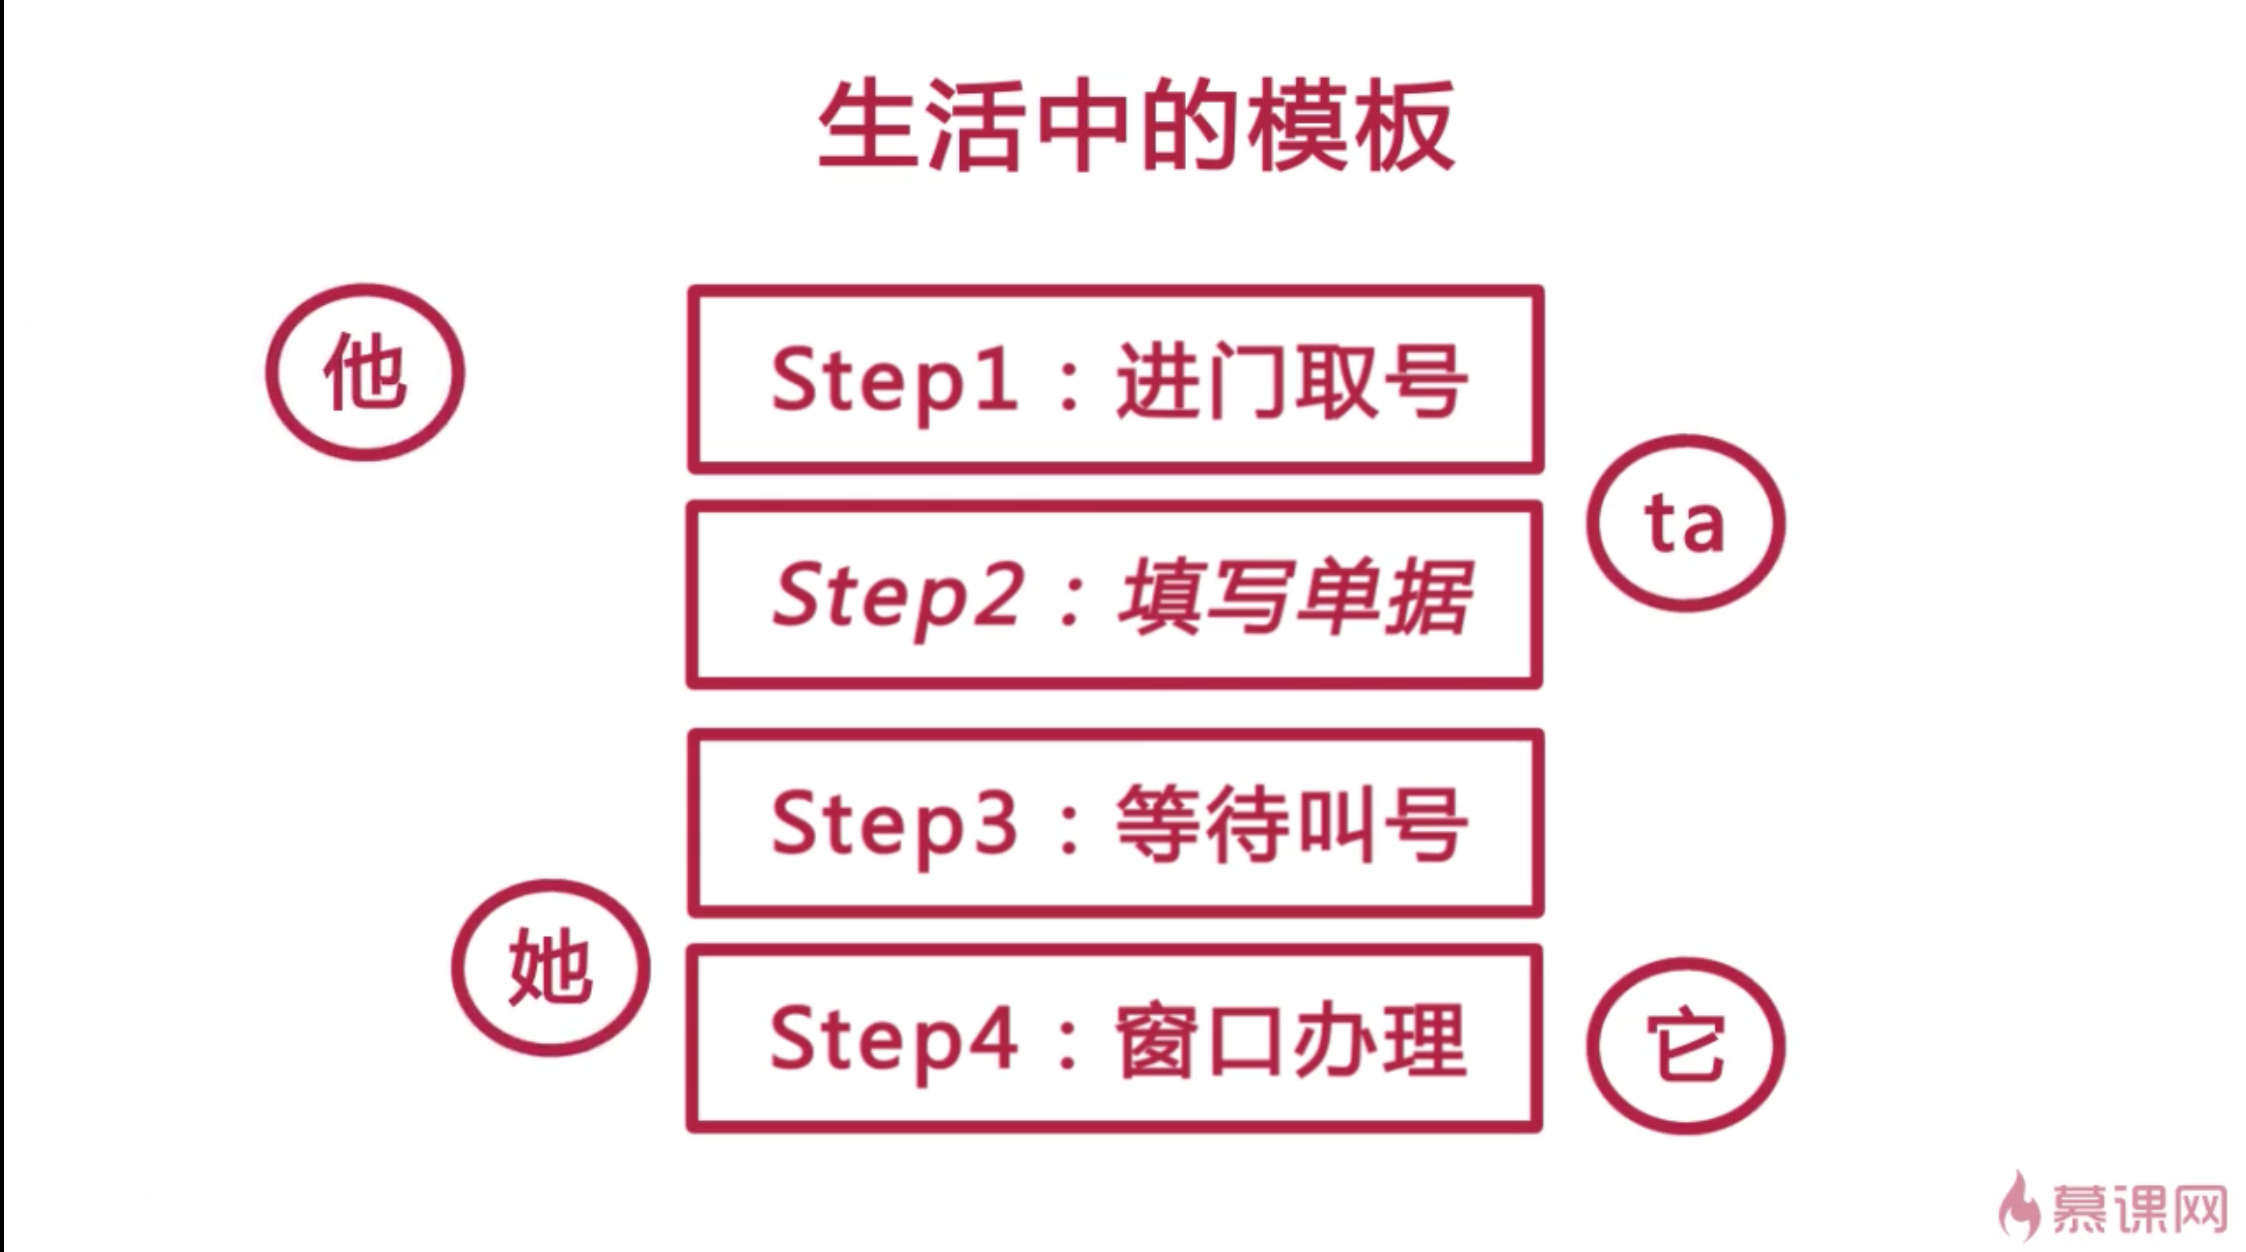 生活中的模板
他
Step1：进门取号
ta
Step2：填写单据
Step3：等待叫号
她
Step4：窗口办理
它
慕课网